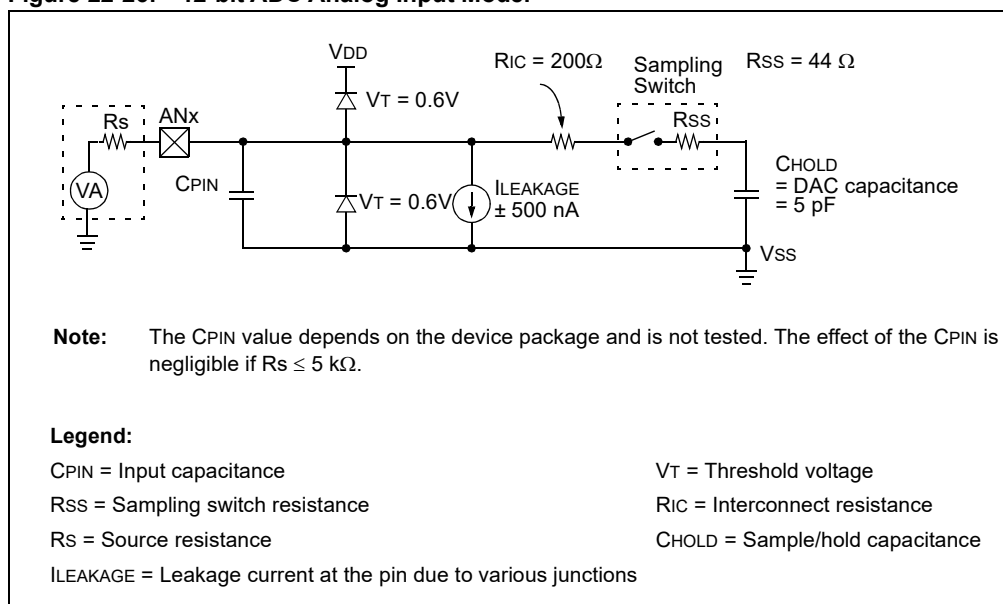 12-bit ADC Analog Input Model
VDD
RIC = 200Ω
Sampling
Switch
RSS = 44 Ω
VT = 0.6V
Rs
ANx
RSS
VA
CPIN
VT = 0.6V
ILEAKAGE
± 500 nA
CHOLD
= DAC capacitance
= 5 pF
VSS
Note: The CPIN value depends on the device package and is not tested. The effect of the CPIN is
negligible if Rs ≤ 5 kΩ.
Legend:
CPIN = Input capacitance
VT = Threshold voltage
RSS = Sampling switch resistance
RIC = Interconnect resistance
RS = Source resistance
CHOLD = Sample/hold capacitance
ILEAKAGE = Leakage current at the pin due to various junctions